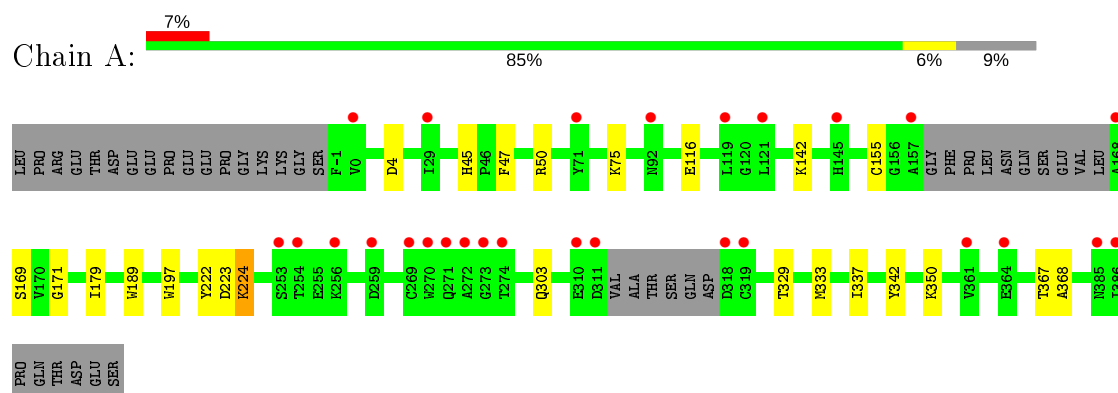 7%
Chain A:
85% 6% 9%
LEU PRO ARG GLU THR ASP GLU GLU PRO GLU GLU PRO GLY LYS LYS GLY SER F-1 V0 D4 I29 H45 P46 F47 R50 Y71 K75 N92 E116 L119 G120 L121 K142 H145 C155 G156 A157 GLY PHE PRO LEU ASN GLN SER GLU VAL LEU A168
S169 V170 G171 I179 W189 W197 Y222 D223 K224 S253 T254 E255 K256 D259 C269 W270 Q271 A272 G273 T274 Q303 E310 D311 VAL ALA THR SER GLN ASP D318 C319 T329 M333 I337 Y342 K350 V361 E364 T367 A368 N385 I386
PRO GLN THR ASP GLU SER